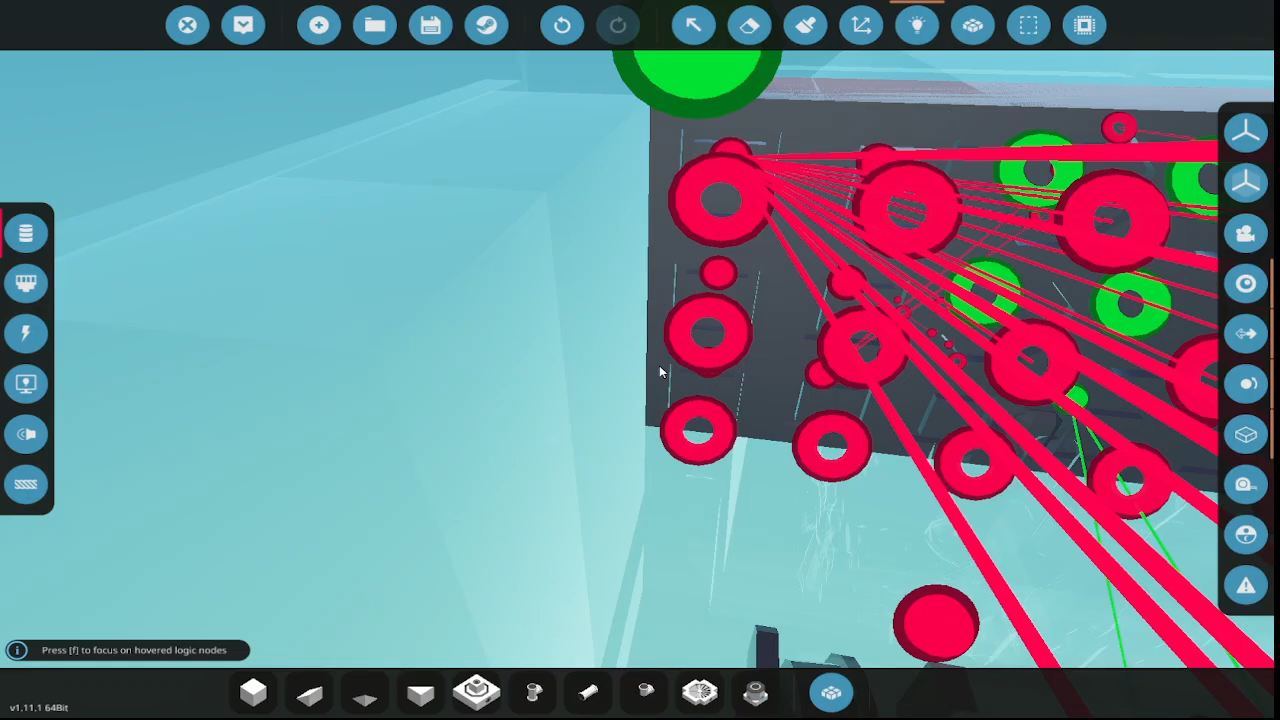 Press [f] to focus on hovered logic nodes
v1.11.1 64Bit